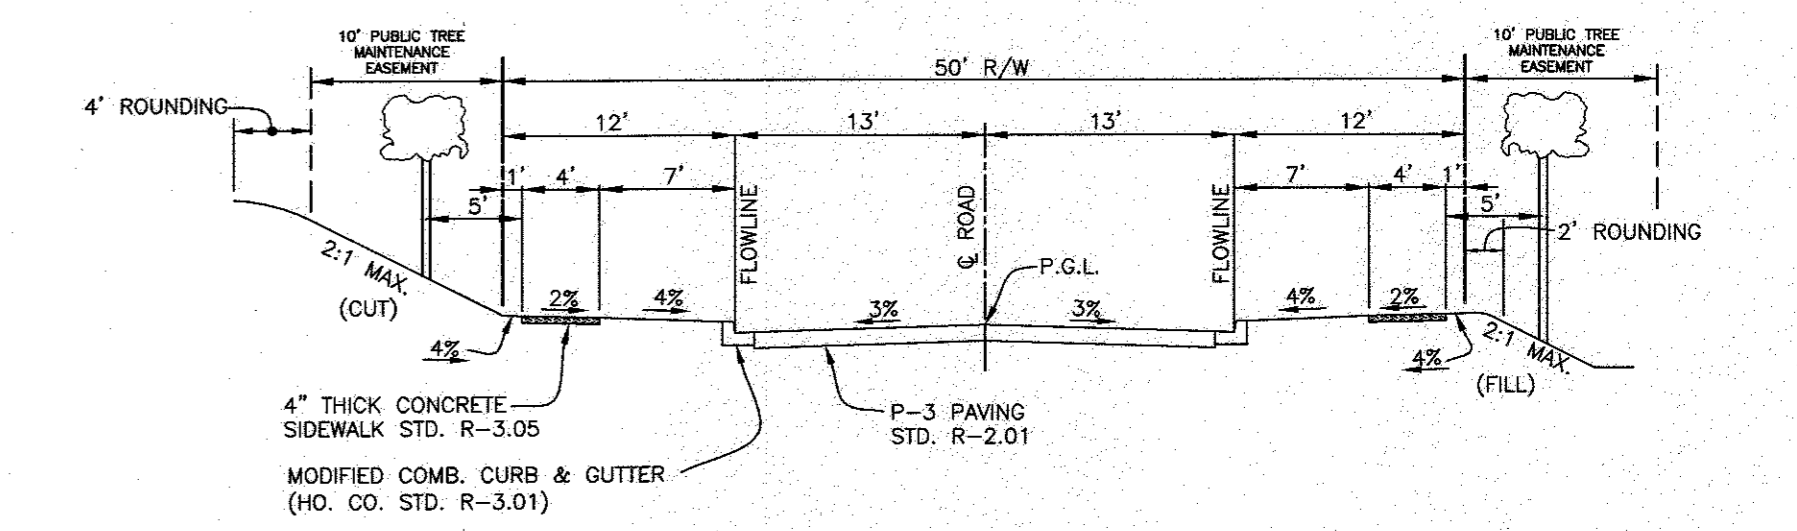 10' PUBLIC TREE
MAINTENANCE
EASEMENT
50' R/W
10' PUBLIC TREE
MAINTENANCE
EASEMENT
4' ROUNDING
12'
13'
13'
12'
1'
4'
7'
7'
4'
1'
5'
5'
FLOWLINE
℄ ROAD
FLOWLINE
2' ROUNDING
P.G.L.
2:1 MAX.
(CUT)
2%
4%
3%
3%
4%
2%
4%
4%
2:1 MAX.
(FILL)
4" THICK CONCRETE
SIDEWALK STD. R-3.05
P-3 PAVING
STD. R-2.01
MODIFIED COMB. CURB & GUTTER
(HO. CO. STD. R-3.01)